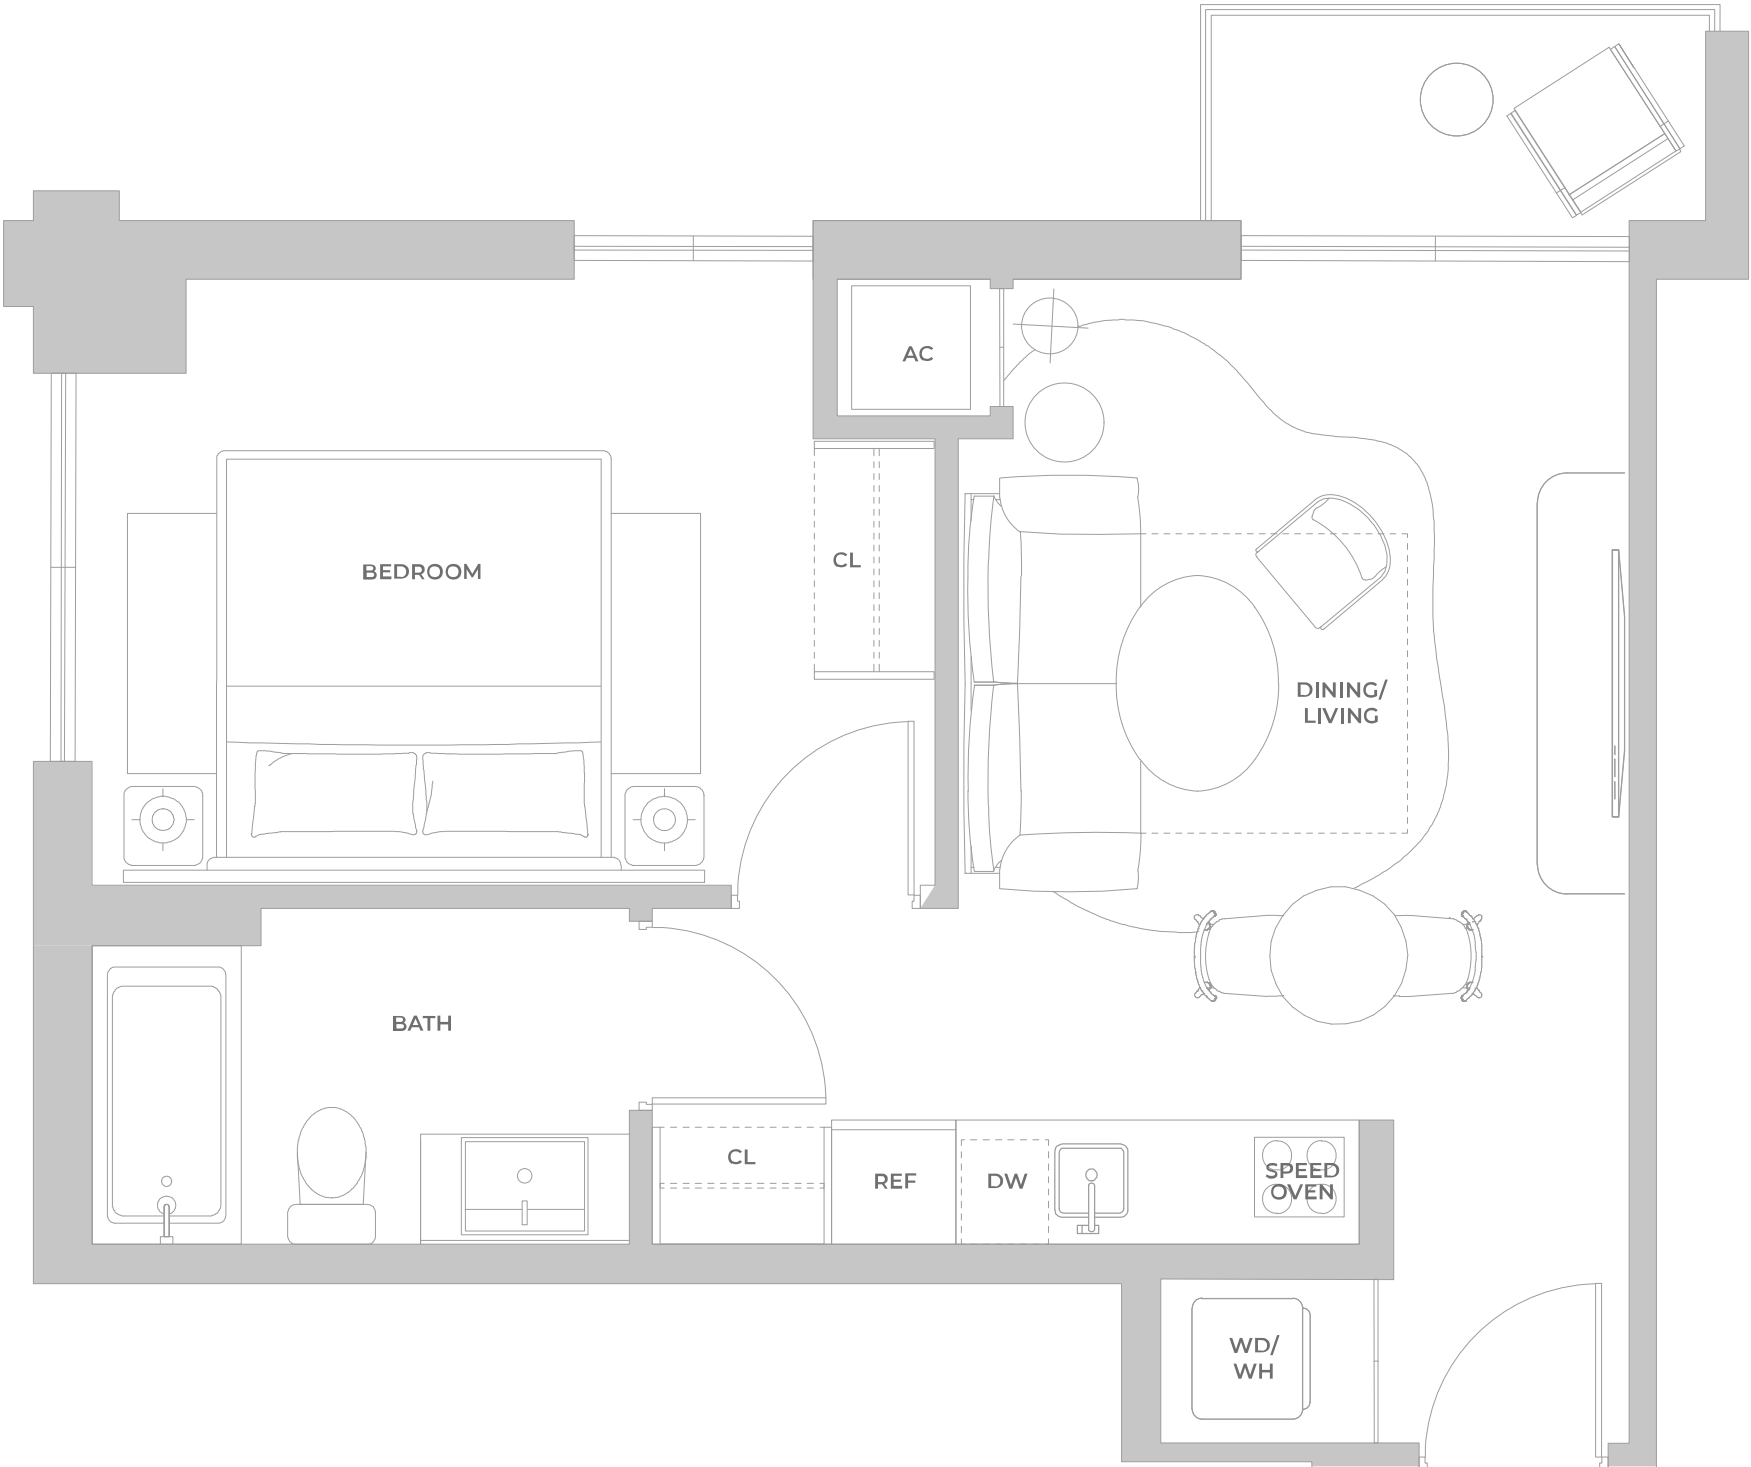 AC
BEDROOM
CL
DINING/
LIVING
BATH
CL
REF
DW
SPEED
OVEN
WD/
WH